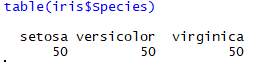 table(iris$Species)
setosa versicolor virginica
50 50 50